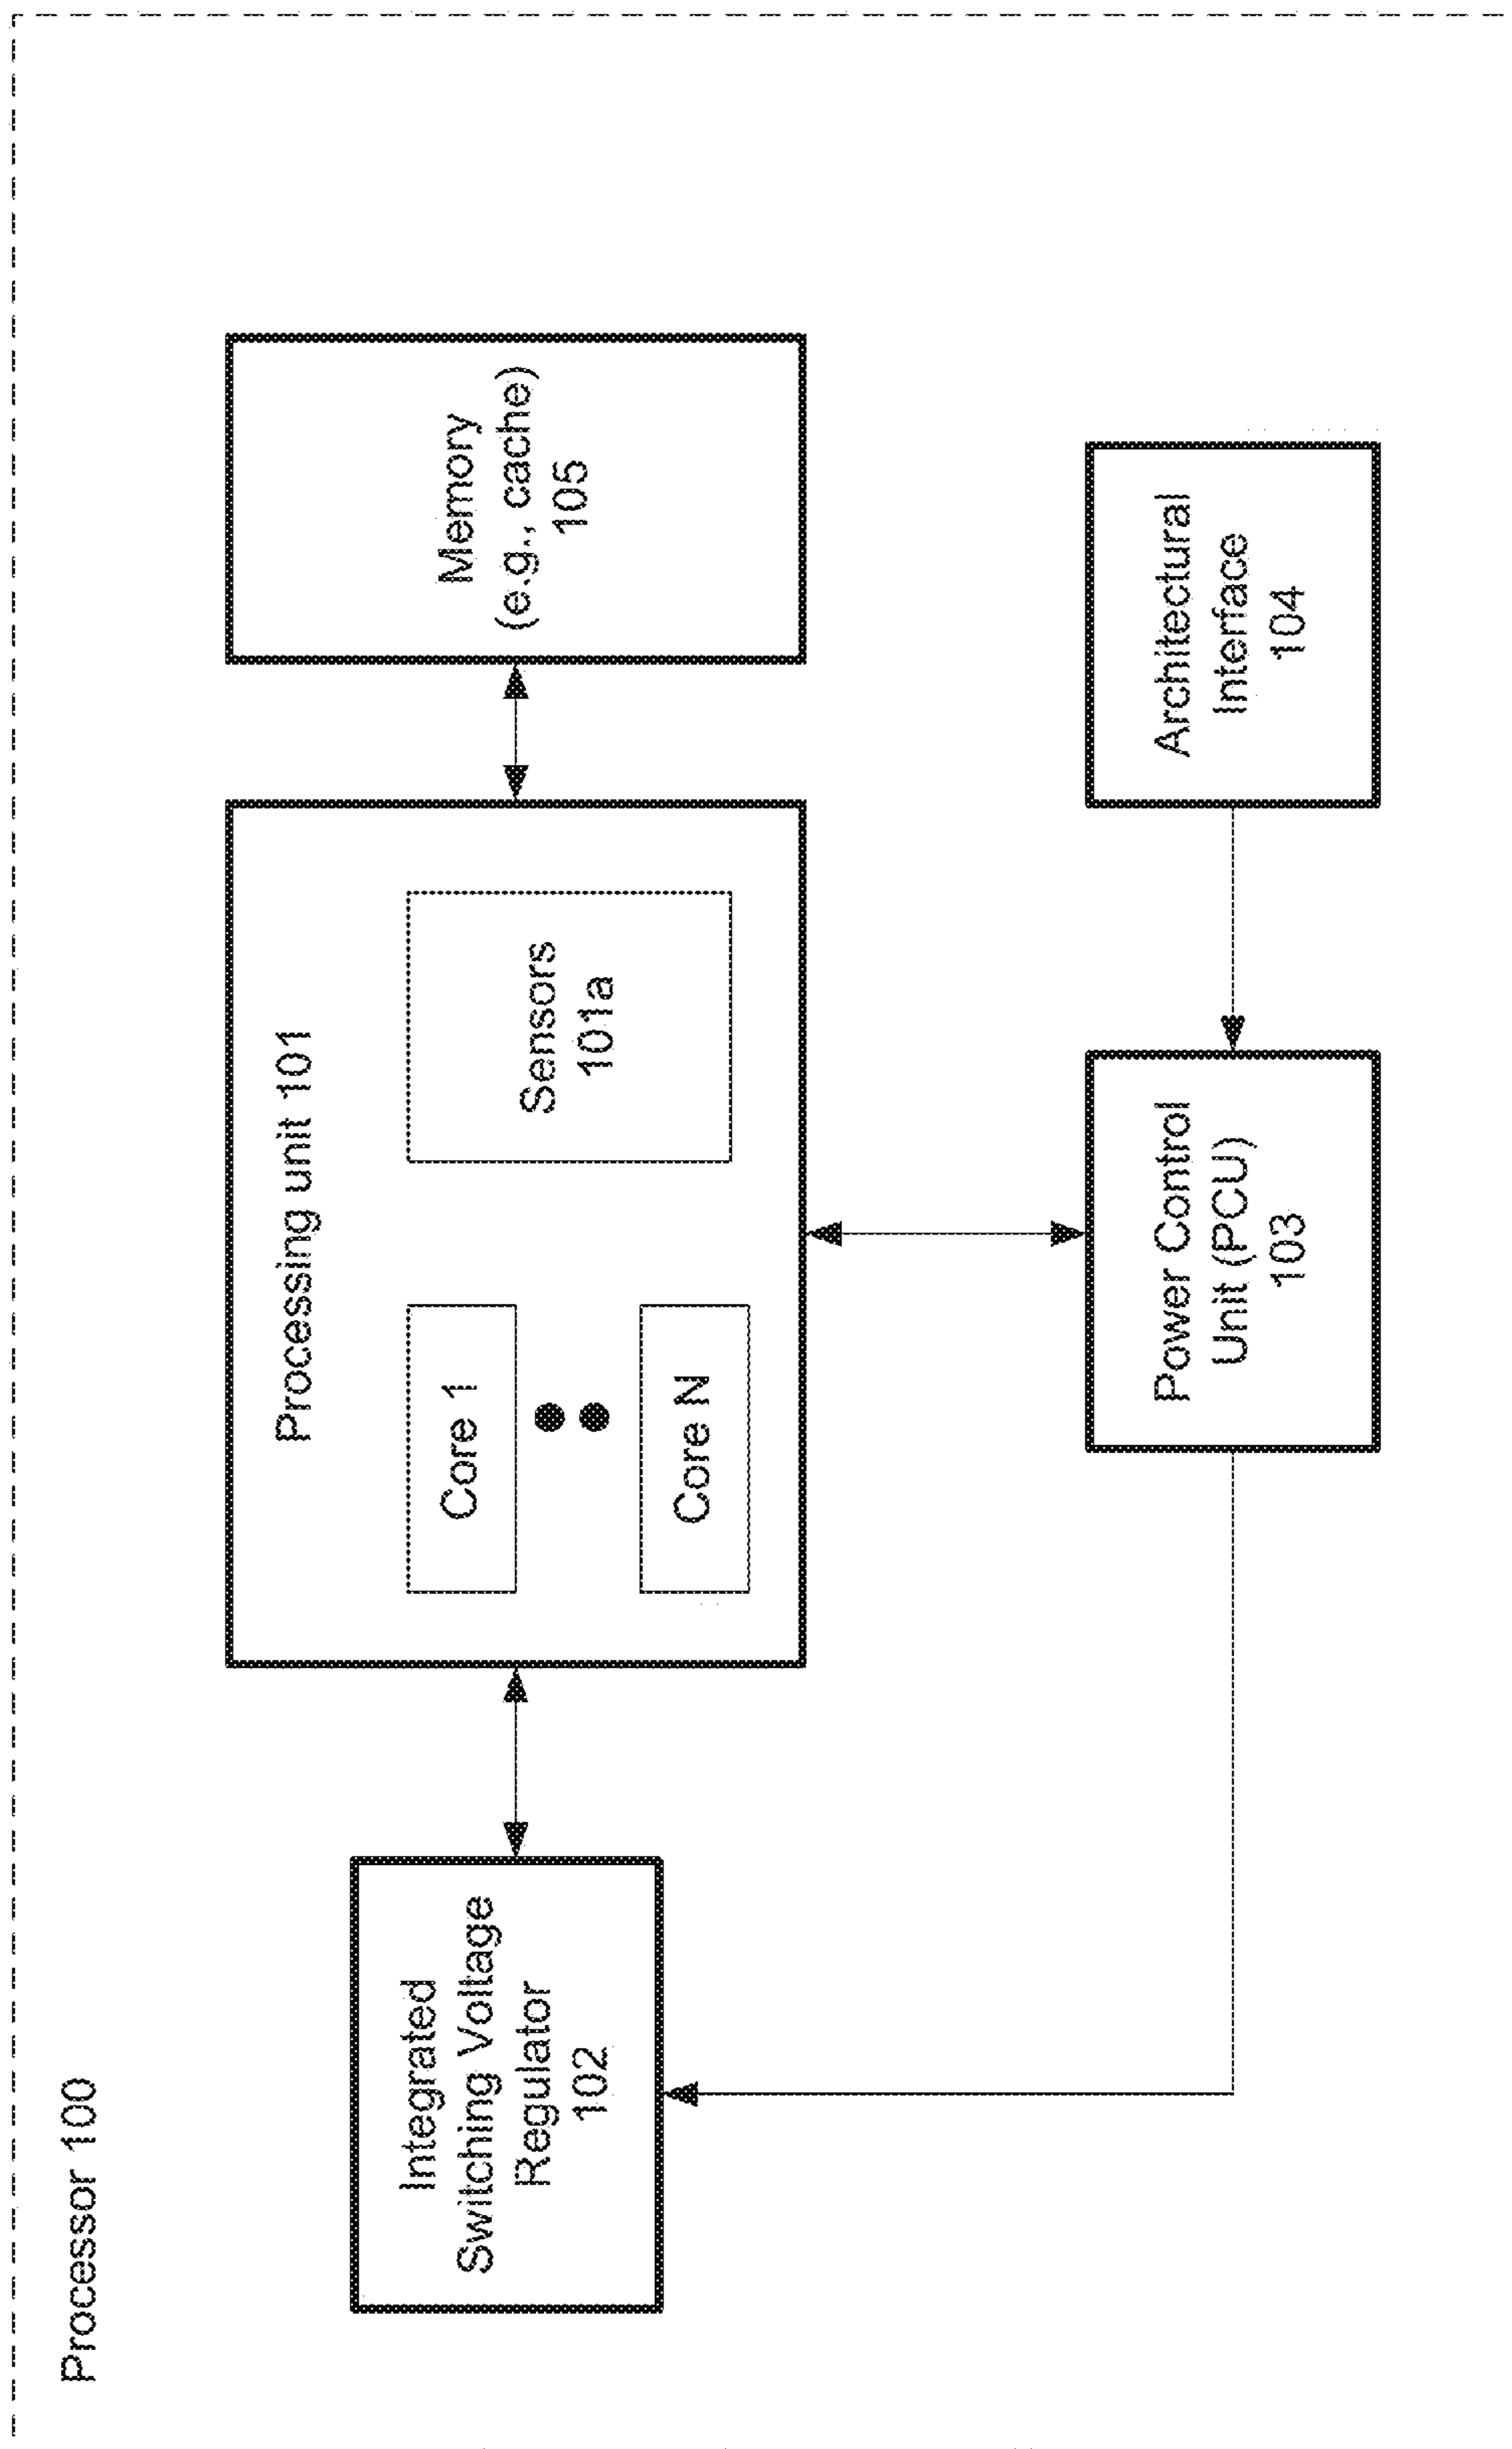 Processor 100
Integrated
Switching Voltage
Regulator
102
Processing unit 101
Core 1
Core N
Sensors
101a
Memory
(e.g., cache)
105
Power Control
Unit (PCU)
103
Architectural
Interface
104